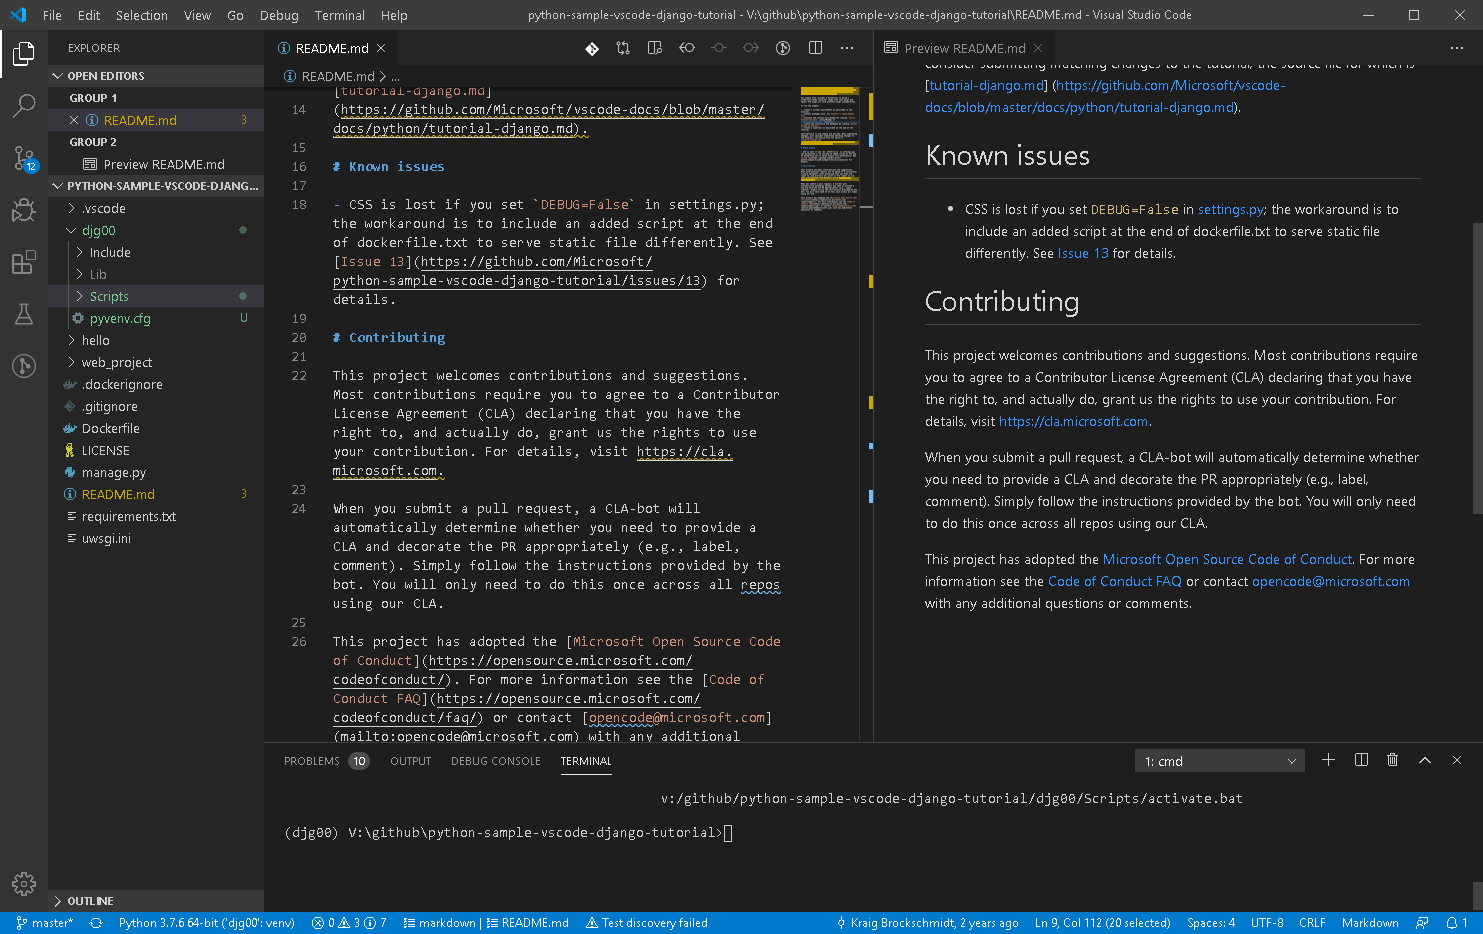 File Edit Selection View Go Debug Terminal Help
python-sample-vscode-django-tutorial - V:\github\python-sample-vscode-django-tutorial\README.md - Visual Studio Code
EXPLORER
OPEN EDITORS
GROUP 1
README.md 3
GROUP 2
Preview README.md
PYTHON-SAMPLE-VSCODE-DJANG...
.vscode
djg00
Include
Lib
Scripts
pyvenv.cfg U
hello
web_project
.dockerignore
.gitignore
Dockerfile
LICENSE
manage.py
README.md 3
requirements.txt
uwsgi.ini
OUTLINE
12
README.md
README.md > ...
[tutorial-django.md]
14 (https://github.com/Microsoft/vscode-docs/blob/master/
docs/python/tutorial-django.md).
15
16 # Known issues
17
18 - CSS is lost if you set `DEBUG=False` in settings.py;
the workaround is to include an added script at the end
of dockerfile.txt to serve static file differently. See
[Issue 13](https://github.com/Microsoft/
python-sample-vscode-django-tutorial/issues/13) for
details.
19
20 # Contributing
21
22 This project welcomes contributions and suggestions.
Most contributions require you to agree to a Contributor
License Agreement (CLA) declaring that you have the
right to, and actually do, grant us the rights to use
your contribution. For details, visit https://cla.
microsoft.com.
23
24 When you submit a pull request, a CLA-bot will
automatically determine whether you need to provide a
CLA and decorate the PR appropriately (e.g., label,
comment). Simply follow the instructions provided by the
bot. You will only need to do this once across all repos
using our CLA.
25
26 This project has adopted the [Microsoft Open Source Code
of Conduct](https://opensource.microsoft.com/
codeofconduct/). For more information see the [Code of
Conduct FAQ](https://opensource.microsoft.com/
codeofconduct/faq/) or contact [opencode@microsoft.com]
(mailto:opencode@microsoft.com) with any additional
Preview README.md
consider submitting matching changes to the tutorial, the source file for which is
[tutorial-django.md] (https://github.com/Microsoft/vscode-
docs/blob/master/docs/python/tutorial-django.md).
Known issues
• CSS is lost if you set DEBUG=False in settings.py; the workaround is to
include an added script at the end of dockerfile.txt to serve static file
differently. See Issue 13 for details.
Contributing
This project welcomes contributions and suggestions. Most contributions require
you to agree to a Contributor License Agreement (CLA) declaring that you have
the right to, and actually do, grant us the rights to use your contribution. For
details, visit https://cla.microsoft.com.
When you submit a pull request, a CLA-bot will automatically determine whether
you need to provide a CLA and decorate the PR appropriately (e.g., label,
comment). Simply follow the instructions provided by the bot. You will only need
to do this once across all repos using our CLA.
This project has adopted the Microsoft Open Source Code of Conduct. For more
information see the Code of Conduct FAQ or contact opencode@microsoft.com
with any additional questions or comments.
PROBLEMS 10 OUTPUT DEBUG CONSOLE TERMINAL
1: cmd
v:/github/python-sample-vscode-django-tutorial/djg00/Scripts/activate.bat
(djg00) V:\github\python-sample-vscode-django-tutorial>
master* Python 3.7.6 64-bit ('djg00': venv) 0 3 7 markdown | README.md Test discovery failed
Kraig Brockschmidt, 2 years ago Ln 9, Col 112 (20 selected) Spaces: 4 UTF-8 CRLF Markdown 1